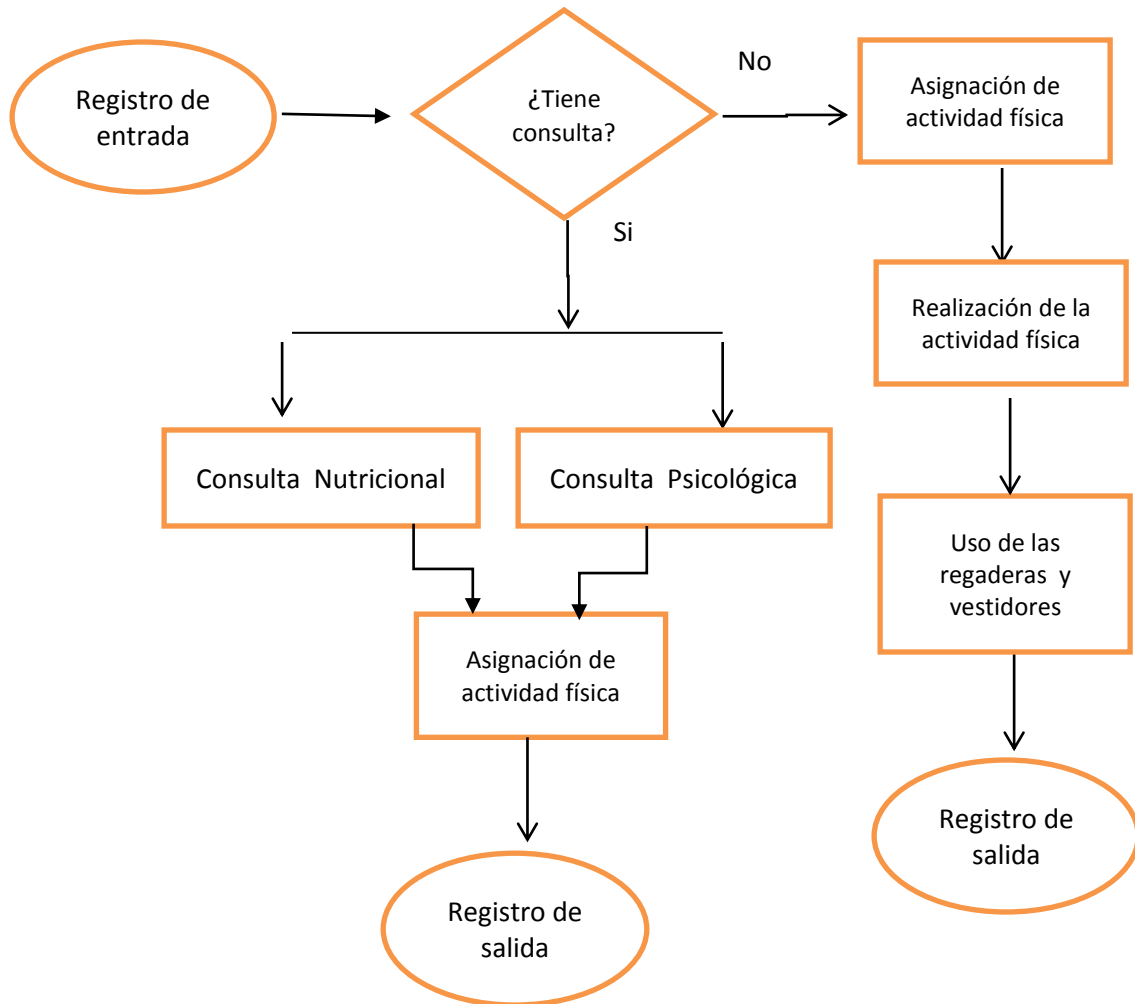 Registro de
entrada
¿Tiene
consulta?
No
Asignación de
actividad física
Si
Realización de la
actividad física
Consulta Nutricional
Consulta Psicológica
Uso de las
regaderas y
vestidores
Asignación de
actividad física
Registro de
salida
Registro de
salida